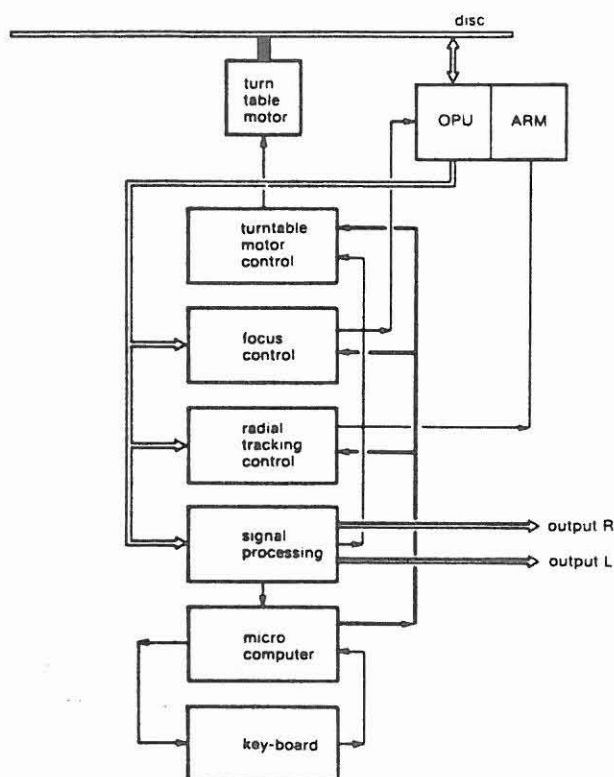 disc
turn
table
motor
OPU ARM
turntable
motor
control
focus
control
radial
tracking
control
signal
processing
output R
output L
micro
computer
key-board